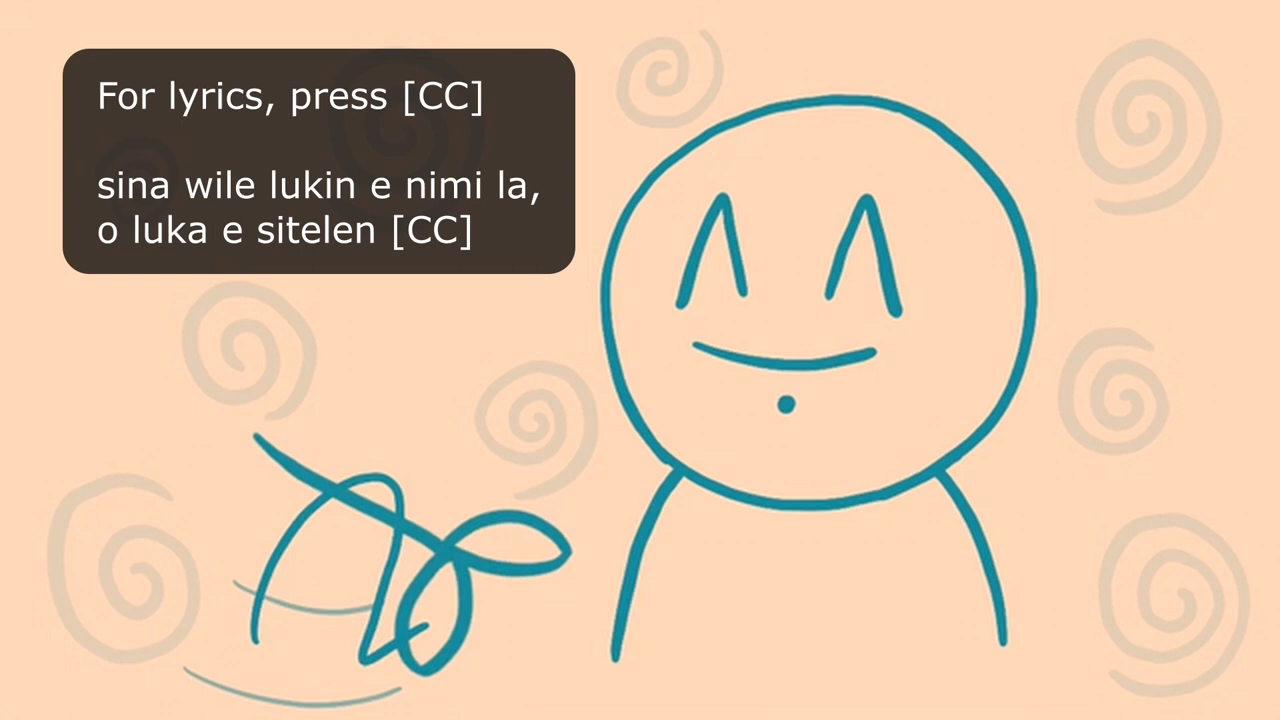 For lyrics, press [CC]
sina wile lukin e nimi la,
o luka e sitelen [CC]